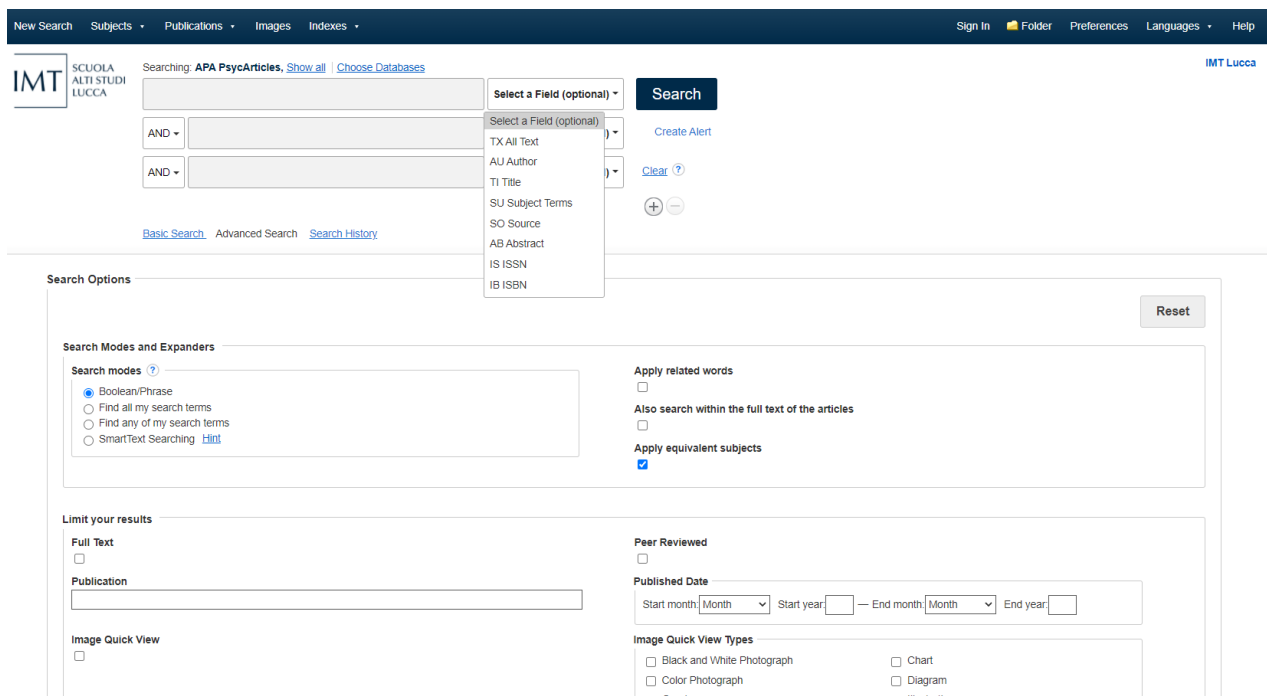 New Search Subjects Publications Images Indexes Sign In Folder Preferences Languages Help
IMT SCUOLA ALTI STUDI LUCCA
IMT Lucca
Searching: APA PsycArticles, Show all | Choose Databases
Select a Field (optional) Search
Select a Field (optional)
AND ) Create Alert
TX All Text
AU Author
AND ) Clear ?
TI Title
SU Subject Terms
SO Source
Basic Search Advanced Search Search History
AB Abstract
IS ISSN
IB ISBN
Search Options
Reset
Search Modes and Expanders
Search modes ?
Boolean/Phrase
Find all my search terms
Find any of my search terms
SmartText Searching Hint
Apply related words
Also search within the full text of the articles
Apply equivalent subjects
Limit your results
Full Text
Peer Reviewed
Publication
Published Date
Start month: Month Start year: — End month: Month End year:
Image Quick View
Image Quick View Types
Black and White Photograph Chart
Color Photograph Diagram